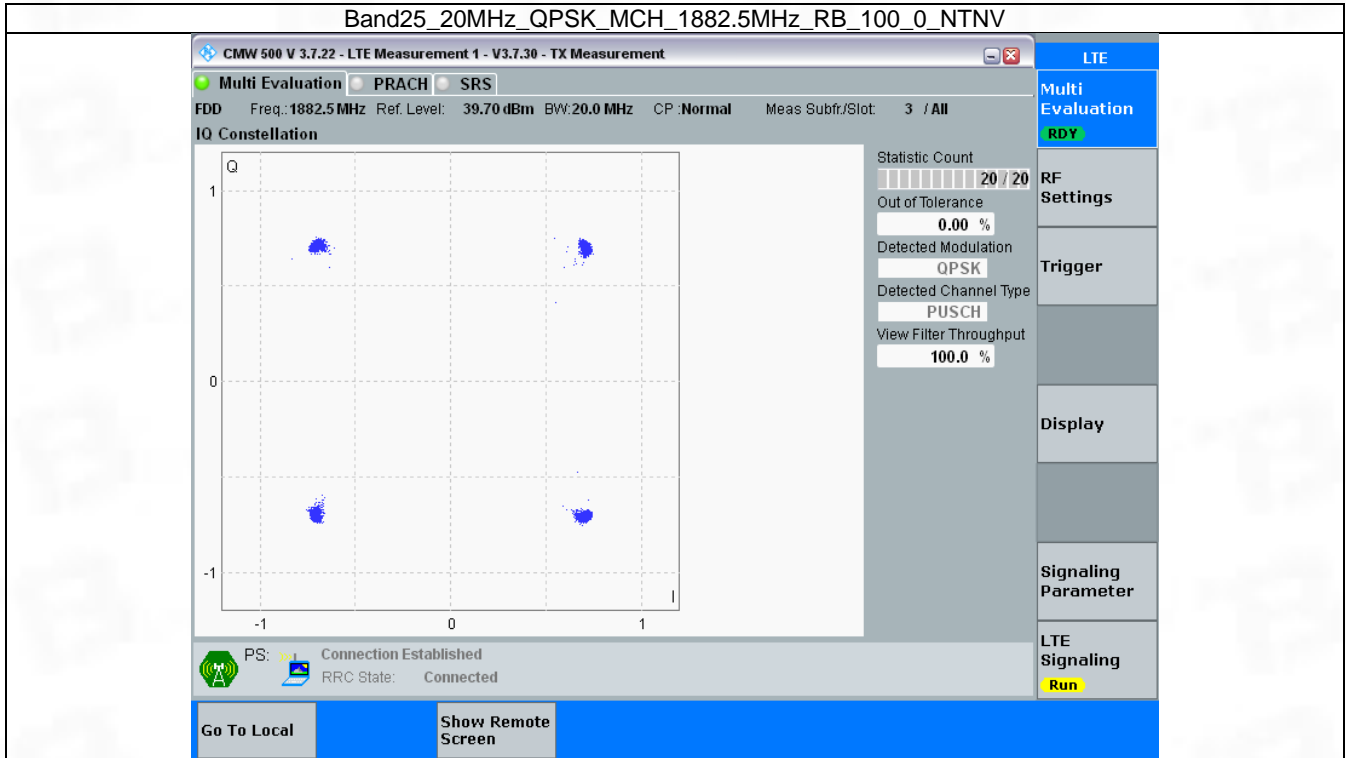 Band25_20MHz_QPSK_MCH_1882.5MHz_RB_100_0_NTNV
CMW 500 V 3.7.22 - LTE Measurement 1 - V3.7.30 - TX Measurement
LTE
Multi Evaluation PRACH SRS
Multi
Evaluation
RDY
FDD Freq.: 1882.5 MHz Ref. Level: 39.70 dBm BW: 20.0 MHz CP : Normal Meas Subfr./Slot: 3 / All
IQ Constellation
Q
1
0
-1
I
-1 0 1
Statistic Count
20 / 20
Out of Tolerance
0.00 %
Detected Modulation
QPSK
Detected Channel Type
PUSCH
View Filter Throughput
100.0 %
RF
Settings
Trigger
Display
Signaling
Parameter
LTE
Signaling
Run
PS: Connection Established
RRC State: Connected
Go To Local
Show Remote
Screen